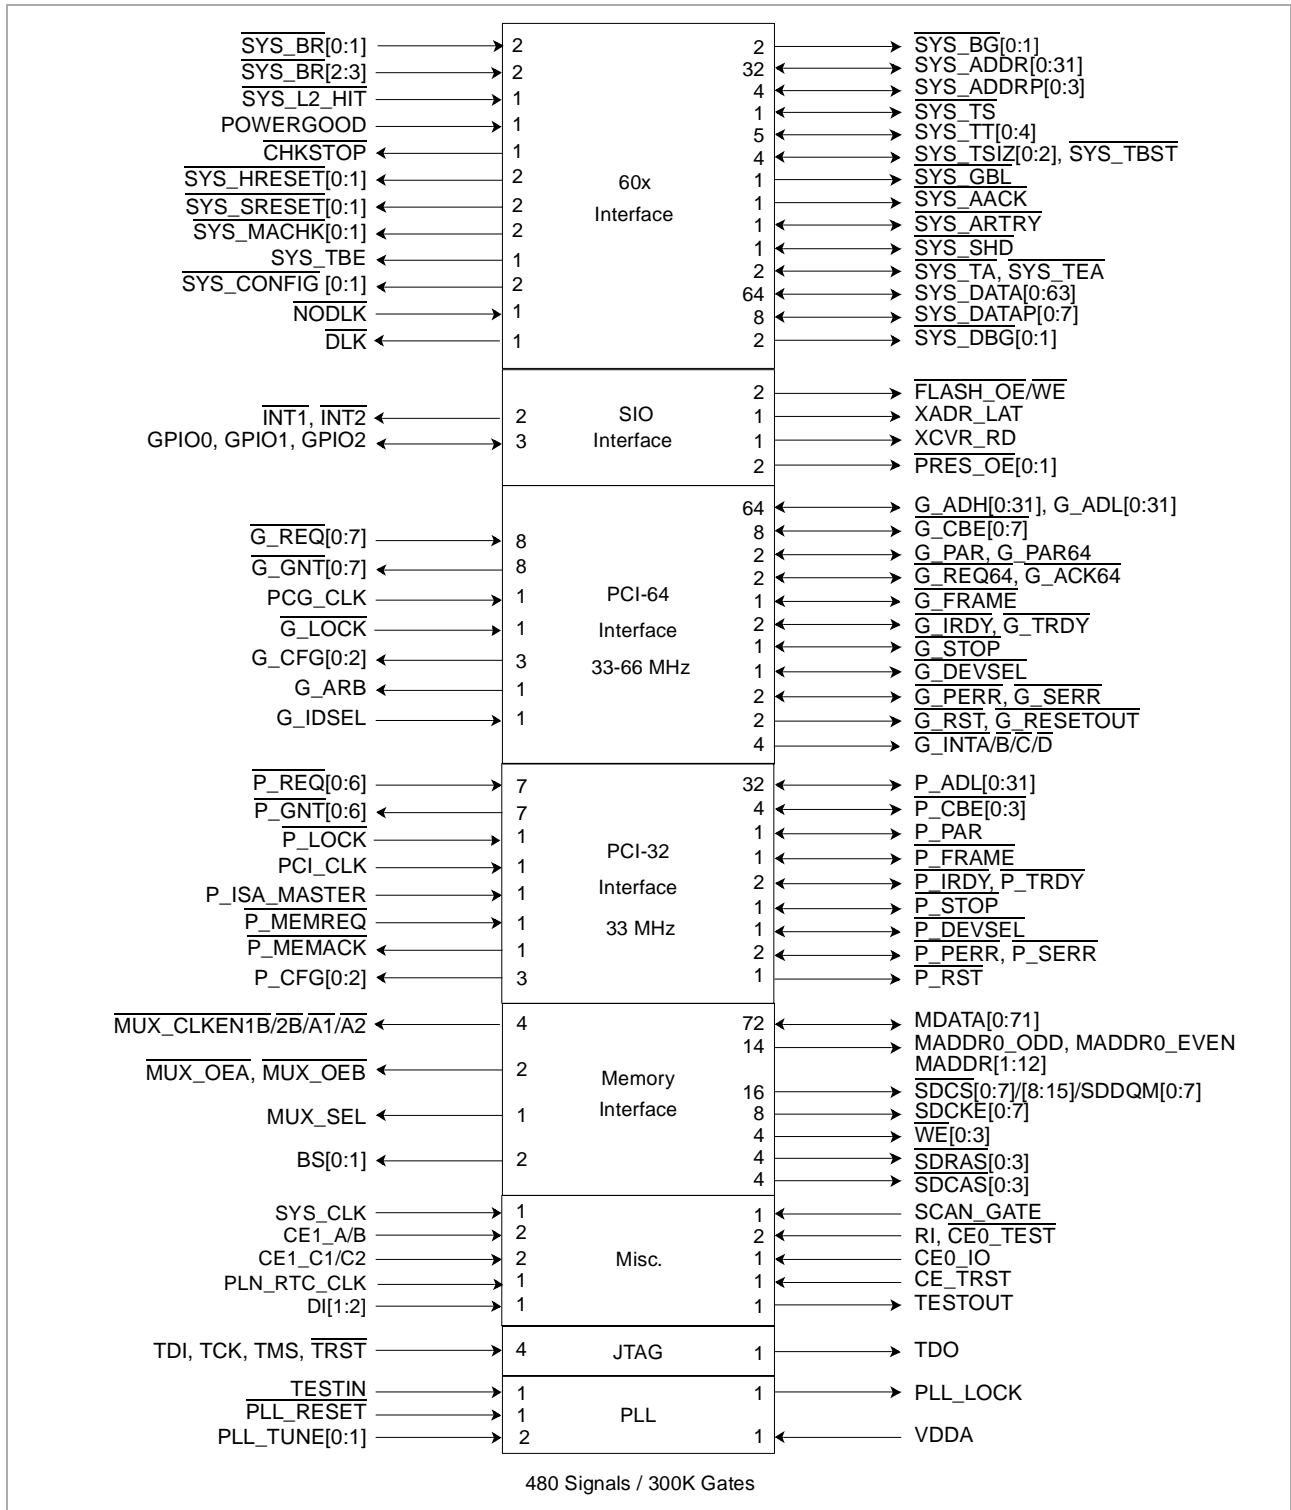 SYS_BR[0:1] 2 2 SYS_BG[0:1]
SYS_BR[2:3] 2 32 SYS_ADDR[0:31]
SYS_L2_HIT 1 4 SYS_ADDRP[0:3]
POWERGOOD 1 1 SYS_TS
5 SYS_TT[0:4]
CHKSTOP 1 4 SYS_TSIZ[0:2], SYS_TBST
SYS_HRESET[0:1] 2 60x 1 SYS_GBL
SYS_SRESET[0:1] 2 Interface 1 SYS_AACK
SYS_MACHK[0:1] 2 1 SYS_ARTRY
1 SYS_SHD
SYS_TBE 1 2 SYS_TA, SYS_TEA
SYS_CONFIG [0:1] 2 64 SYS_DATA[0:63]
NODLK 1 8 SYS_DATAP[0:7]
DLK 1 2 SYS_DBG[0:1]
2 FLASH_OE/WE
INT1, INT2 2 SIO 1 XADR_LAT
GPIO0, GPIO1, GPIO2 3 Interface 1 XCVR_RD
2 PRES_OE[0:1]
64 G_ADH[0:31], G_ADL[0:31]
8 G_CBE[0:7]
G_REQ[0:7] 8 2 G_PAR, G_PAR64
G_GNT[0:7] 8 2 G_REQ64, G_ACK64
PCG_CLK 1 PCI-64 1 G_FRAME
G_LOCK 1 Interface 2 G_IRDY, G_TRDY
1 G_STOP
G_CFG[0:2] 3 33-66 MHz 1 G_DEVSEL
G_ARB 1 2 G_PERR, G_SERR
G_IDSEL 1 2 G_RST, G_RESETOUT
4 G_INTA/B/C/D
P_REQ[0:6] 7 32 P_ADL[0:31]
P_GNT[0:6] 7 4 P_CBE[0:3]
P_LOCK 1 1 P_PAR
PCI_CLK 1 PCI-32 1 P_FRAME
P_ISA_MASTER 1 Interface 2 P_IRDY, P_TRDY
1 P_STOP
P_MEMREQ 1 33 MHz 1 P_DEVSEL
P_MEMACK 1 2 P_PERR, P_SERR
P_CFG[0:2] 3 1 P_RST
MUX_CLKEN1B/2B/A1/A2 4 72 MDATA[0:71]
14 MADDR0_ODD, MADDR0_EVEN
MADDR[1:12]
MUX_OEA, MUX_OEB 2 Memory
16 SDCS[0:7]/[8:15]/SDDQM[0:7]
MUX_SEL 1 Interface 8 SDCKE[0:7]
4 WE[0:3]
BS[0:1] 2 4 SDRAS[0:3]
4 SDCAS[0:3]
SYS_CLK 1 1 SCAN_GATE
CE1_A/B 2 2 RI, CE0_TEST
CE1_C1/C2 2 Misc. 1 CE0_IO
PLN_RTC_CLK 1 1 CE_TRST
DI[1:2] 1 1 TESTOUT
TDI, TCK, TMS, TRST 4 JTAG 1 TDO
TESTIN 1 1 PLL_LOCK
PLL_RESET 1 PLL
PLL_TUNE[0:1] 2 1 VDDA
480 Signals / 300K Gates